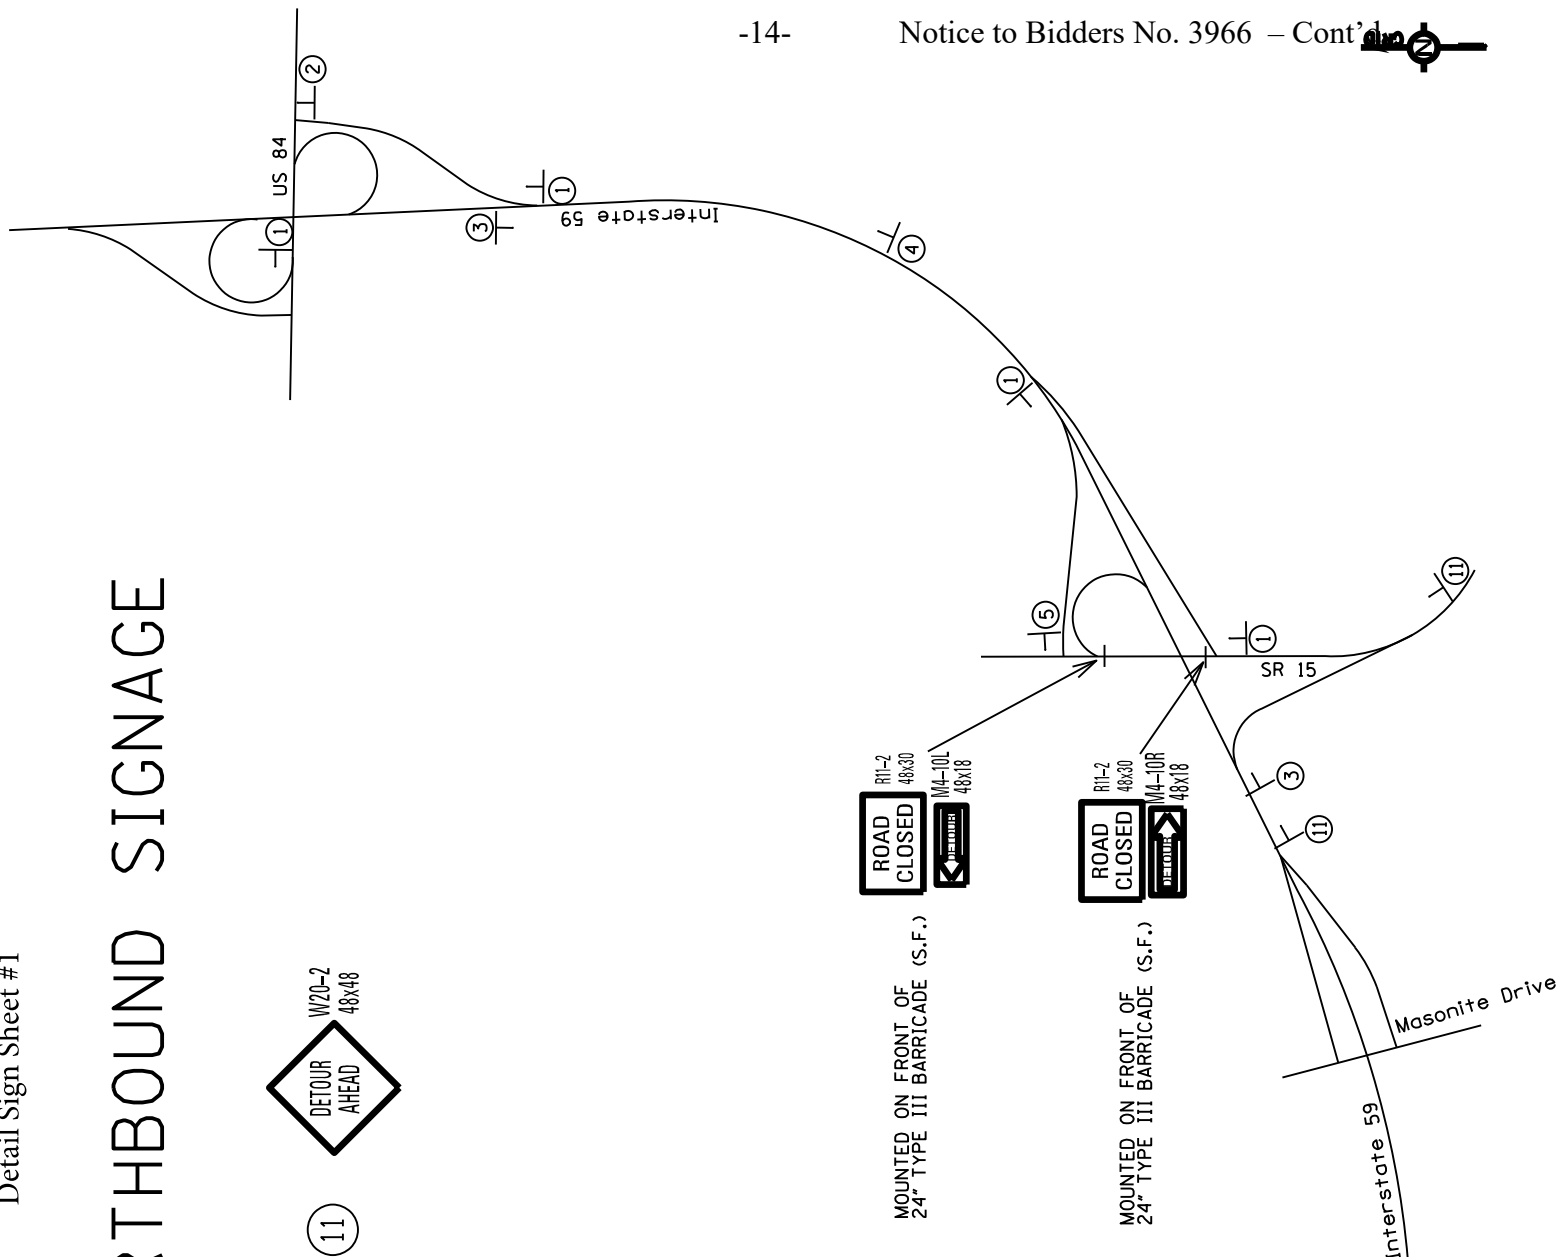 -14- Notice to Bidders No. 3966 – Cont’d.
N
2
US 84
1
Interstate 59
3
1
4
1
5
1
SR 15
11
3
11
R11-2
48x30
ROAD
CLOSED
M4-10L
48x18
DETOUR
MOUNTED ON FRONT OF
24" TYPE III BARRICADE (S.F.)
R11-2
48x30
ROAD
CLOSED
M4-10R
48x18
DETOUR
MOUNTED ON FRONT OF
24" TYPE III BARRICADE (S.F.)
Masonite Drive
Interstate 59
Detail Sign Sheet #1
RTHBOUND SIGNAGE
11
DETOUR
AHEAD
W20-2
48x48